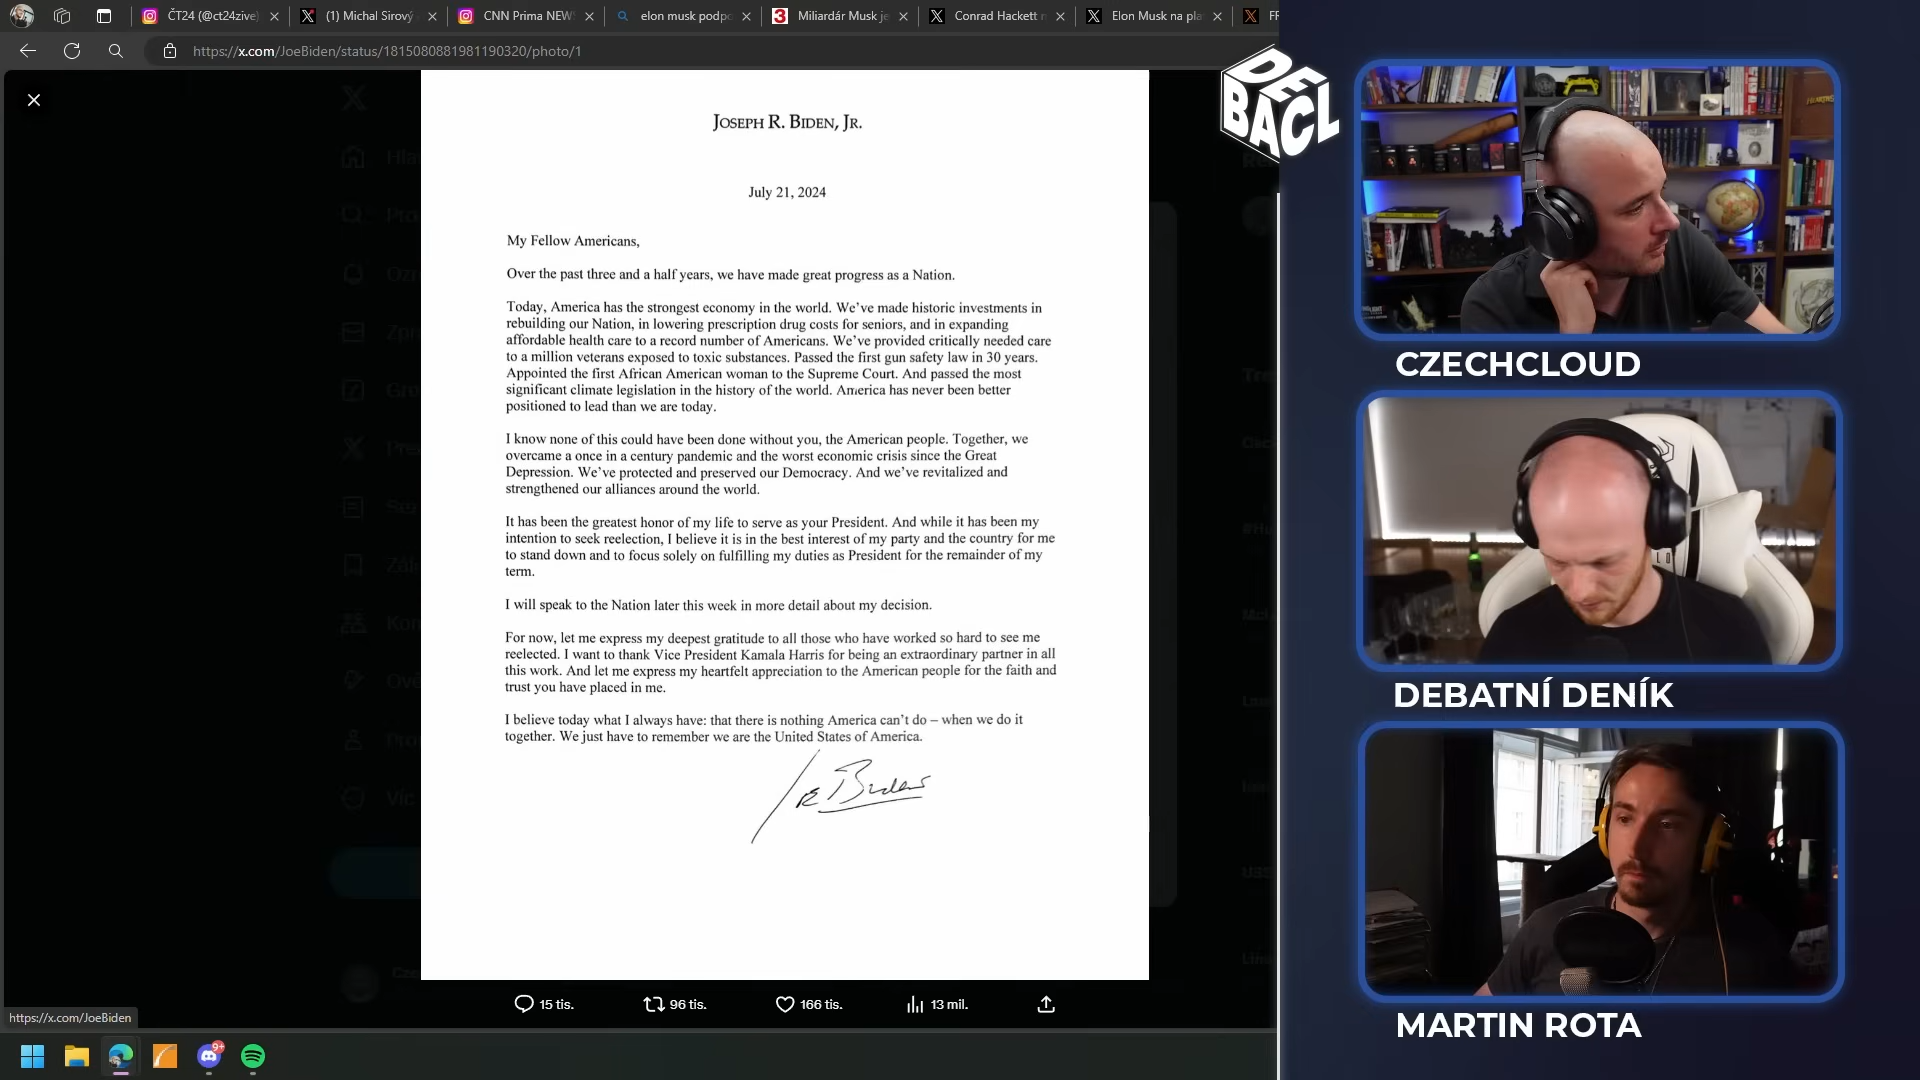 ČT24 (@ct24zive)
(1) Michal Sirový
CNN Prima NEW
elon musk podpo
Miliardár Musk je
Conrad Hackett n
Elon Musk na pla
https://x.com/JoeBiden/status/1815080881981190320/photo/1
JOSEPH R. BIDEN, JR.
July 21, 2024
My Fellow Americans,
Over the past three and a half years, we have made great progress as a Nation.
Today, America has the strongest economy in the world. We've made historic investments in
rebuilding our Nation, in lowering prescription drug costs for seniors, and in expanding
affordable health care to a record number of Americans. We've provided critically needed care
to a million veterans exposed to toxic substances. Passed the first gun safety law in 30 years.
Appointed the first African American woman to the Supreme Court. And passed the most
significant climate legislation in the history of the world. America has never been better
positioned to lead than we are today.
I know none of this could have been done without you, the American people. Together, we
overcame a once in a century pandemic and the worst economic crisis since the Great
Depression. We've protected and preserved our Democracy. And we've revitalized and
strengthened our alliances around the world.
It has been the greatest honor of my life to serve as your President. And while it has been my
intention to seek reelection, I believe it is in the best interest of my party and the country for me
to stand down and to focus solely on fulfilling my duties as President for the remainder of my
term.
I will speak to the Nation later this week in more detail about my decision.
For now, let me express my deepest gratitude to all those who have worked so hard to see me
reelected. I want to thank Vice President Kamala Harris for being an extraordinary partner in all
this work. And let me express my heartfelt appreciation to the American people for the faith and
trust you have placed in me.
I believe today what I always have: that there is nothing America can't do – when we do it
together. We just have to remember we are the United States of America.
Joe Biden
15 tis.
96 tis.
166 tis.
13 mil.
https://x.com/JoeBiden
9+
DEBACL
CZECHCLOUD
DEBATNÍ DENÍK
MARTIN ROTA